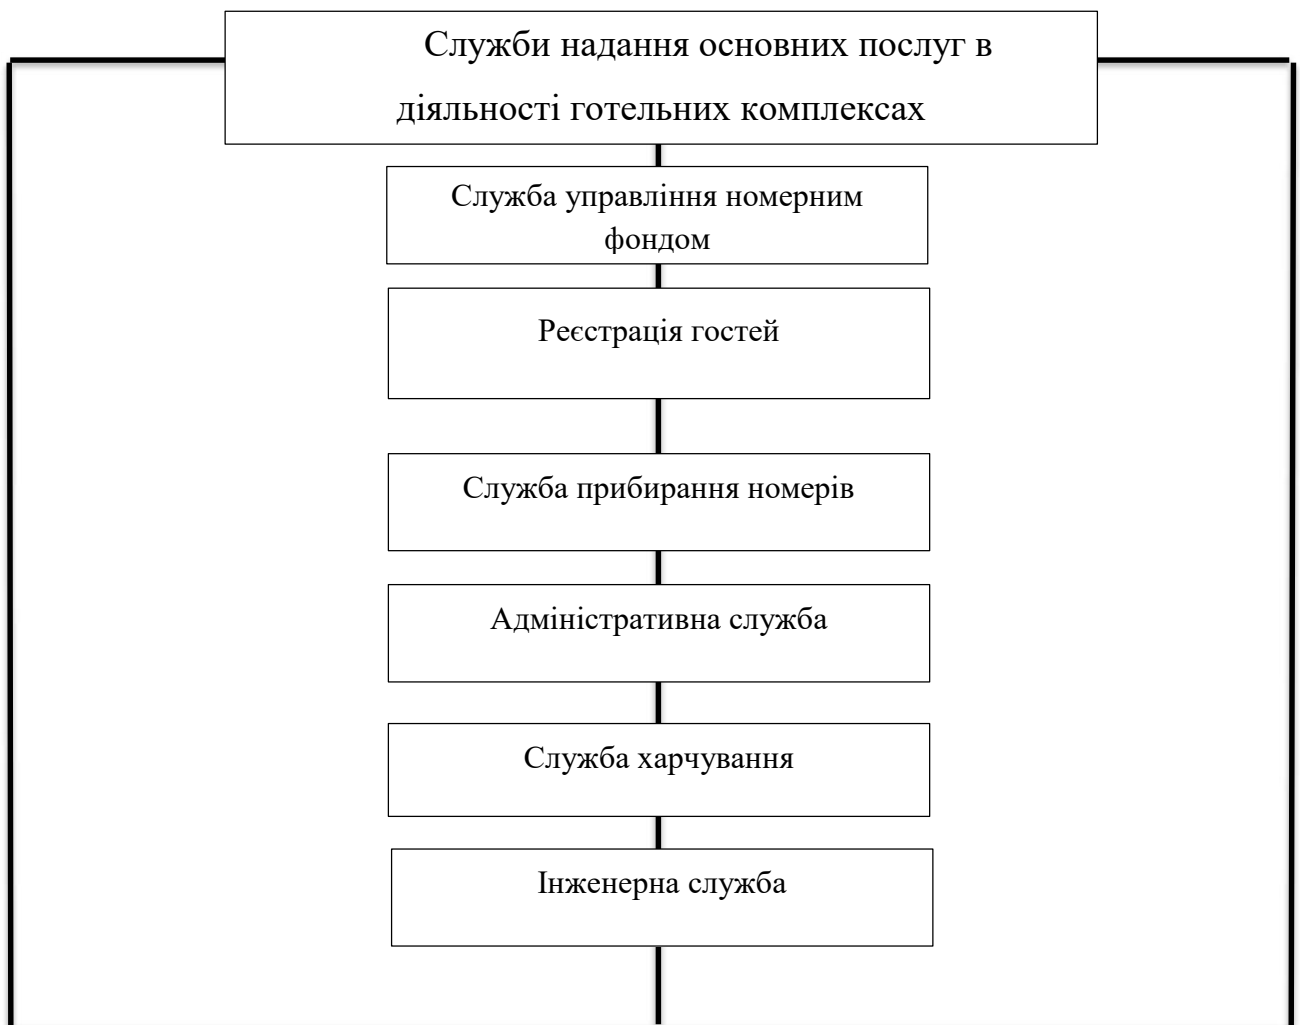 Служби надання основних послуг в
діяльності готельних комплексах
Служба управління номерним
фондом
Реєстрація гостей
Служба прибирання номерів
Адміністративна служба
Служба харчування
Інженерна служба